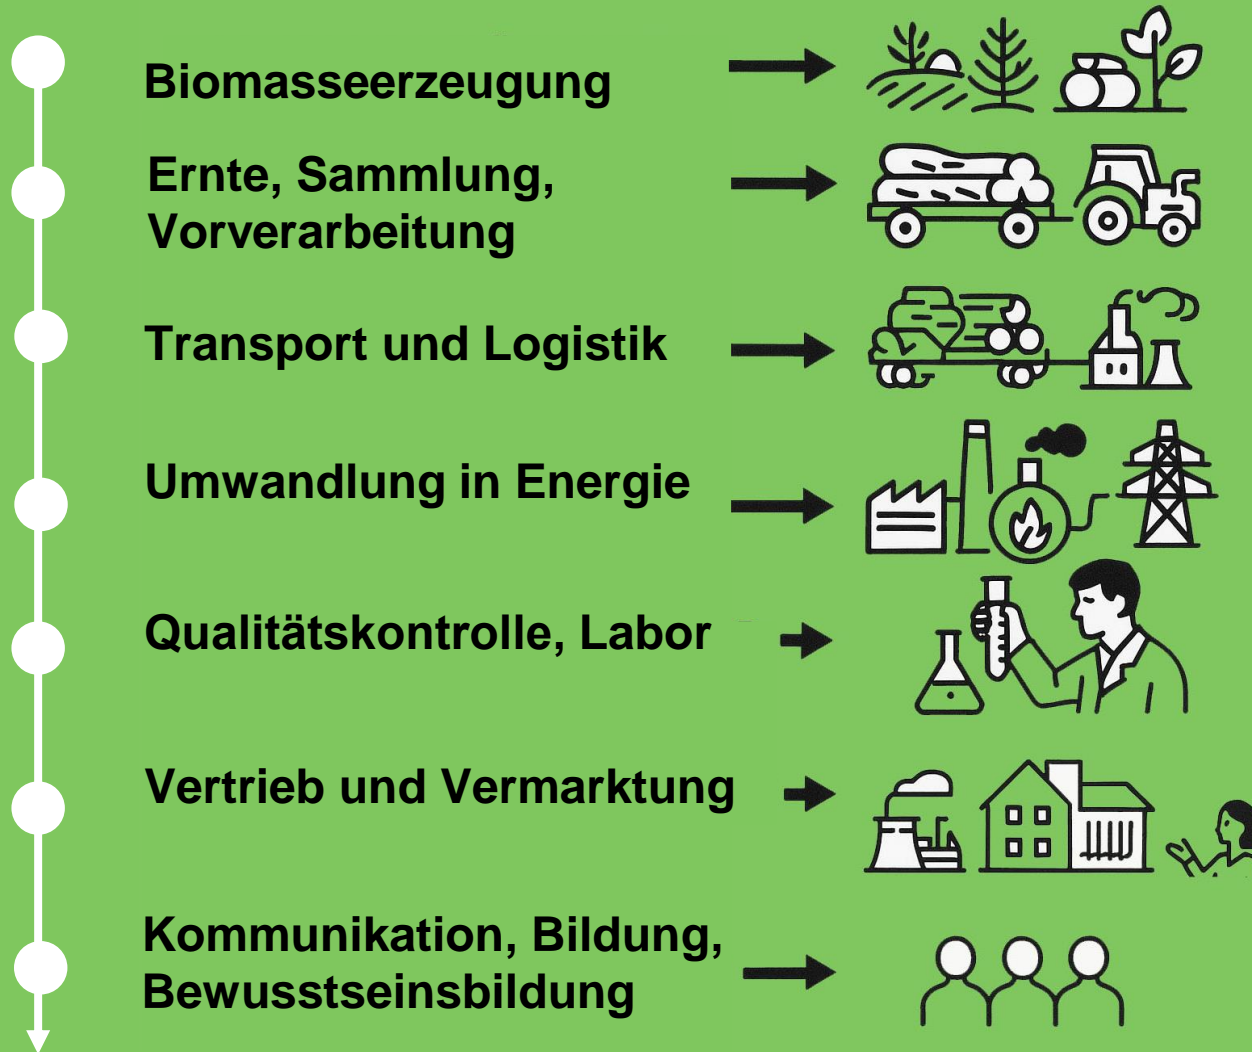 Biomasseerzeugung
Ernte, Sammlung,
Vorverarbeitung
Transport und Logistik
Umwandlung in Energie
Qualitätskontrolle, Labor
Vertrieb und Vermarktung
Kommunikation, Bildung,
Bewusstseinsbildung